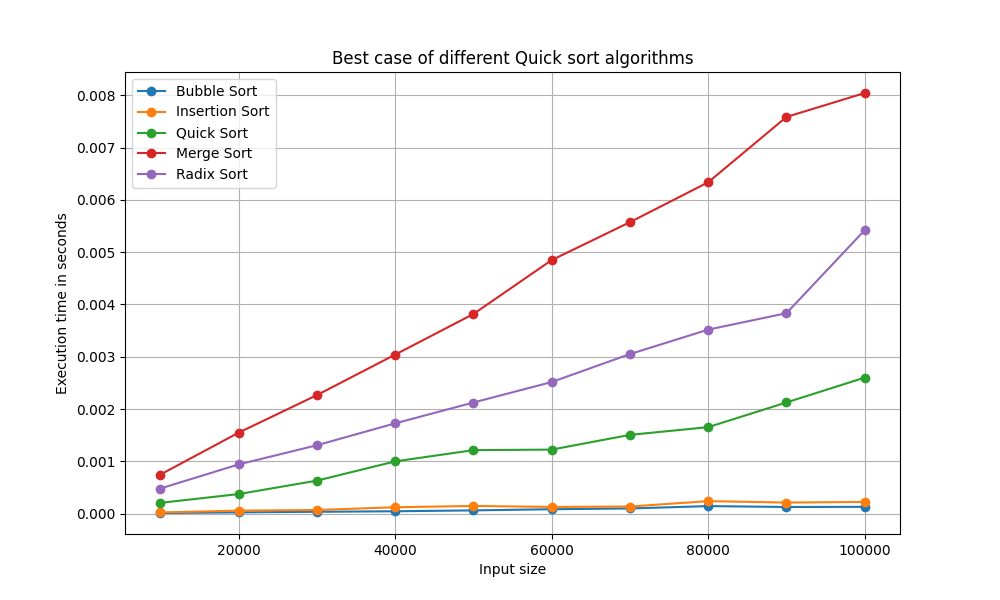 Best case of different Quick sort algorithms
Bubble Sort
Insertion Sort
Quick Sort
Merge Sort
Radix Sort
Execution time in seconds
0.008
0.007
0.006
0.005
0.004
0.003
0.002
0.001
0.000
20000
40000
60000
80000
100000
Input size